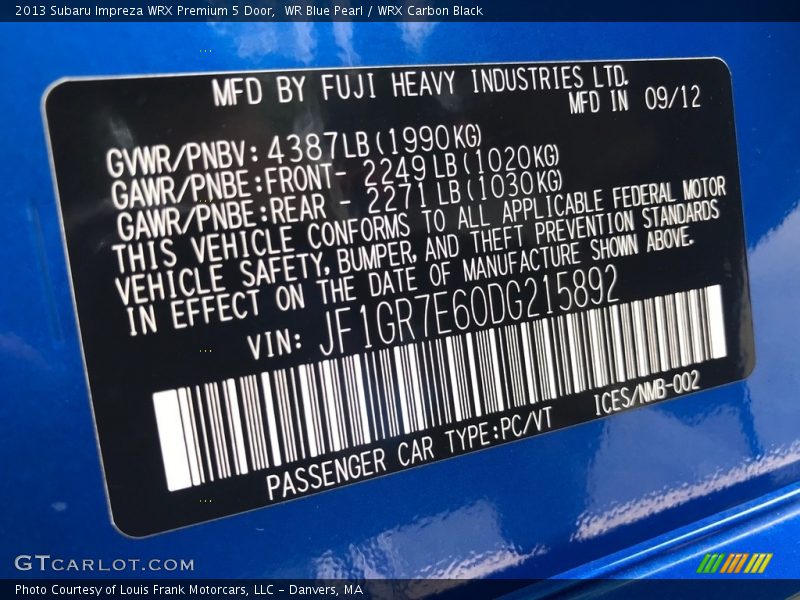 2013 Subaru Impreza WRX Premium 5 Door,  WR Blue Pearl / WRX Carbon Black
MFD BY FUJI HEAVY INDUSTRIES LTD.
MFD IN 09/12
GVWR/PNBV: 4387LB(1990KG)
GAWR/PNBE:FRONT- 2249LB(1020KG)
GAWR/PNBE:REAR - 2271LB(1030KG)
THIS VEHICLE CONFORMS TO ALL APPLICABLE FEDERAL MOTOR
VEHICLE SAFETY, BUMPER, AND THEFT PREVENTION STANDARDS
IN EFFECT ON THE DATE OF MANUFACTURE SHOWN ABOVE.
VIN: JF1GR7E60DG215892
PASSENGER CAR TYPE:PC/VT ICES/NMB-002
GTCARLOT.COM
Photo Courtesy of Louis Frank Motorcars, LLC - Danvers, MA